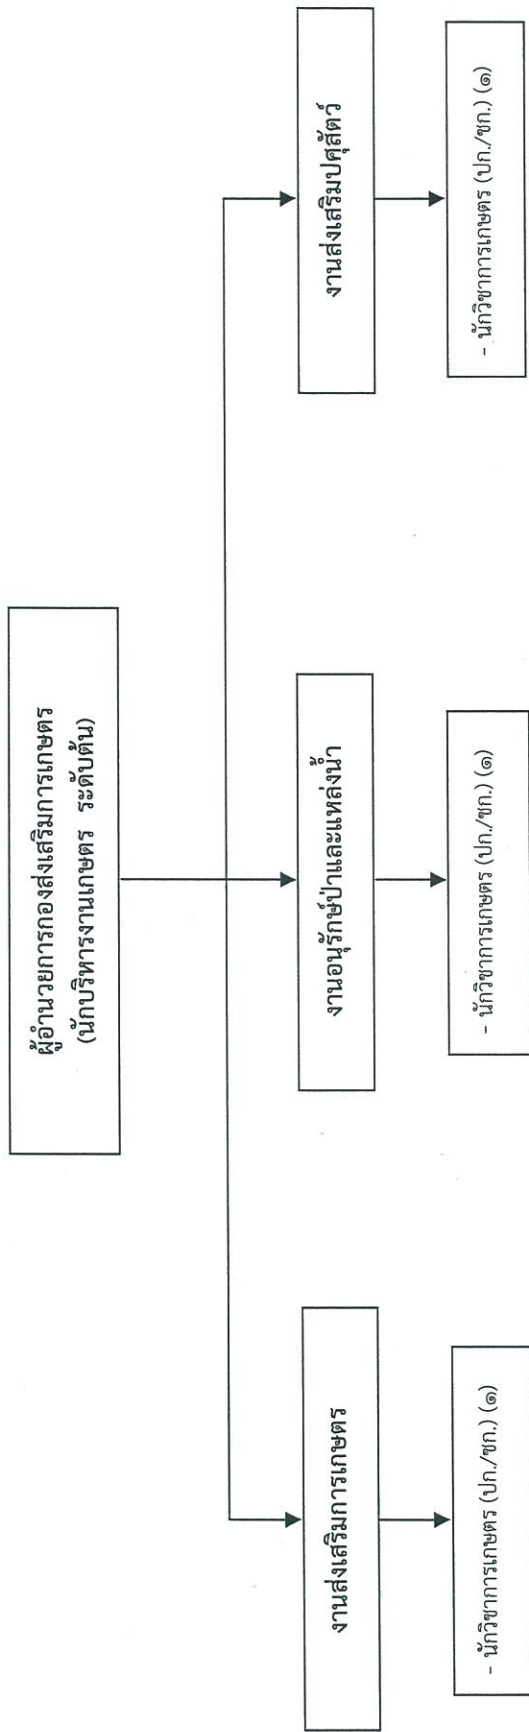 ผู้อำนวยการกองส่งเสริมการเกษตร
(นักบริหารงานเกษตร ระดับต้น)
งานส่งเสริมการเกษตร
- นักวิชาการเกษตร (ปก./ชก.) (๑)
งานอนุรักษ์ป่าและแหล่งน้ำ
- นักวิชาการเกษตร (ปก./ชก.) (๑)
งานส่งเสริมปศุสัตว์
- นักวิชาการเกษตร (ปก./ชก.) (๑)